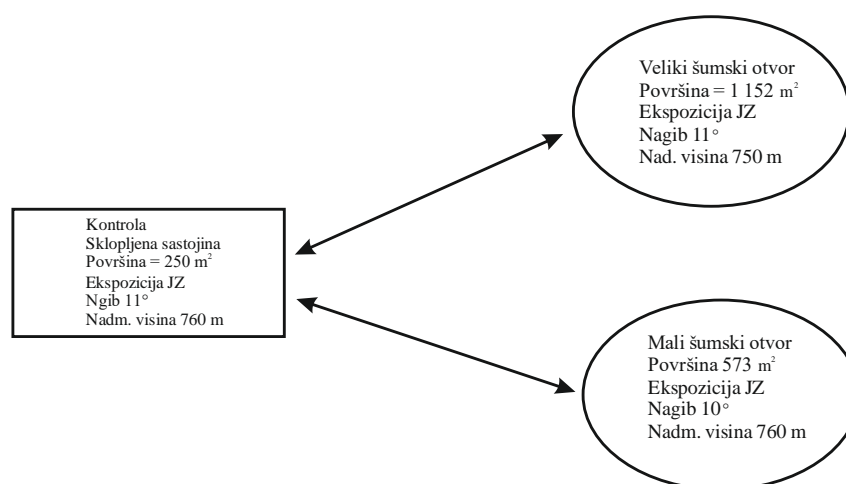 Veliki šumski otvor
Površina = 1 152 m²
Ekspozicija JZ
Nagib 11°
Nad. visina 750 m
Kontrola
Sklopljena sastojina
Površina = 250 m²
Ekspozicija JZ
Ngib 11°
Nadm. visina 760 m
Mali šumski otvor
Površina 573 m²
Ekspozicija JZ
Nagib 10°
Nadm. visina 760 m